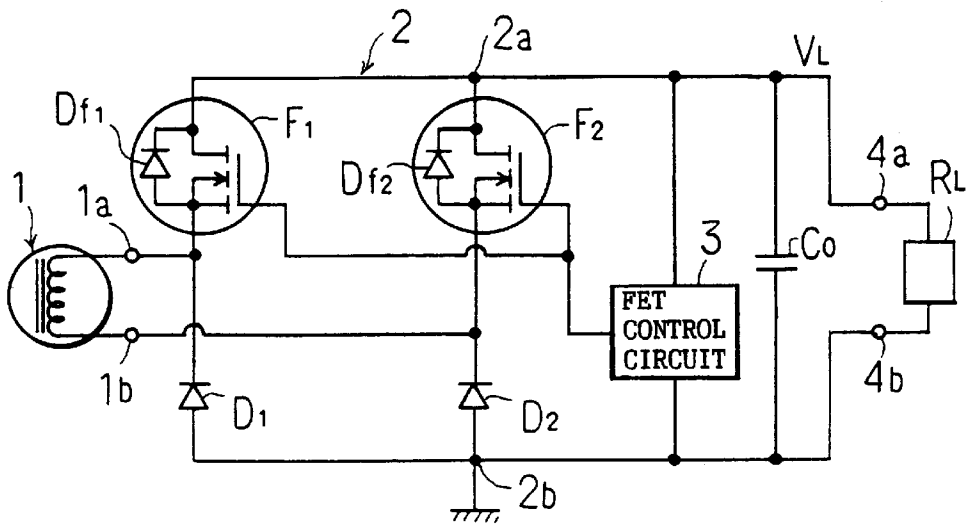 2
2a
VL
Df1
F1
F2
Df2
4a
RL
1
1a
3
Co
FET
CONTROL
CIRCUIT
1b
4b
D1
D2
2b